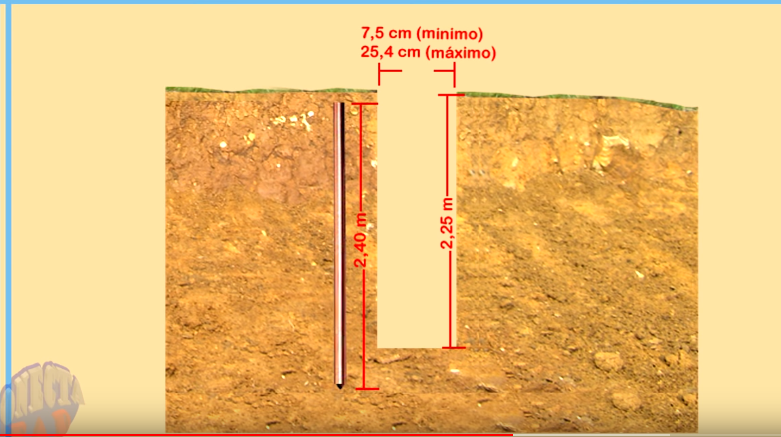 7,5 cm (minimo)
25,4 cm (máximo)
2,40 m
2,25 m